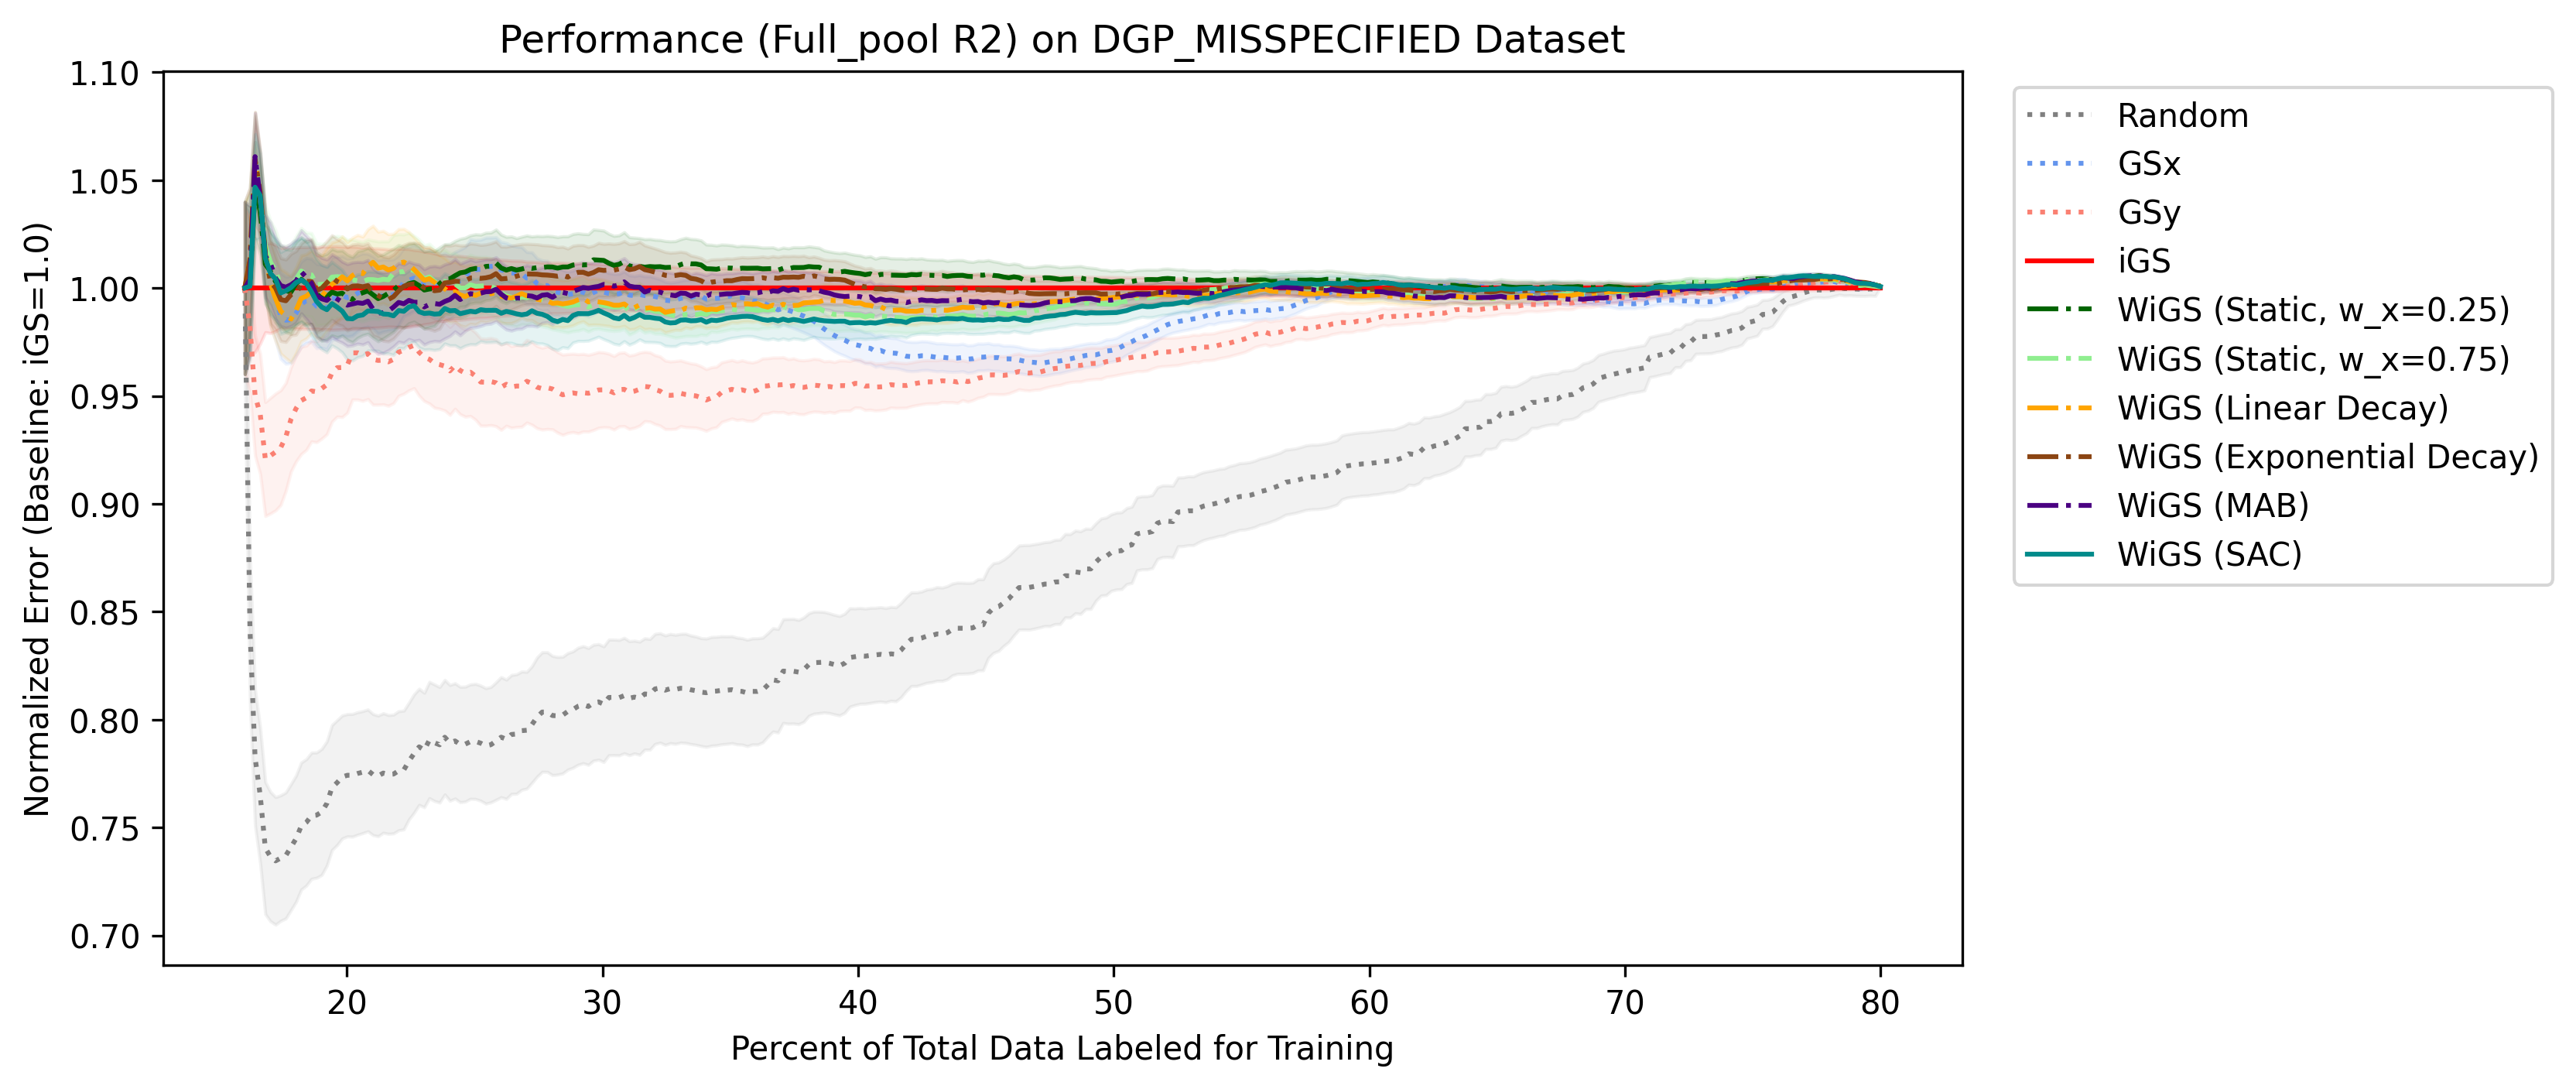 Performance (Full_pool R2) on DGP_MISSPECIFIED Dataset
Normalized Error (Baseline: iGS=1.0)
1.10
1.05
1.00
0.95
0.90
0.85
0.80
0.75
0.70
20 30 40 50 60 70 80
Percent of Total Data Labeled for Training
Random
GSx
GSy
iGS
WiGS (Static, w_x=0.25)
WiGS (Static, w_x=0.75)
WiGS (Linear Decay)
WiGS (Exponential Decay)
WiGS (MAB)
WiGS (SAC)